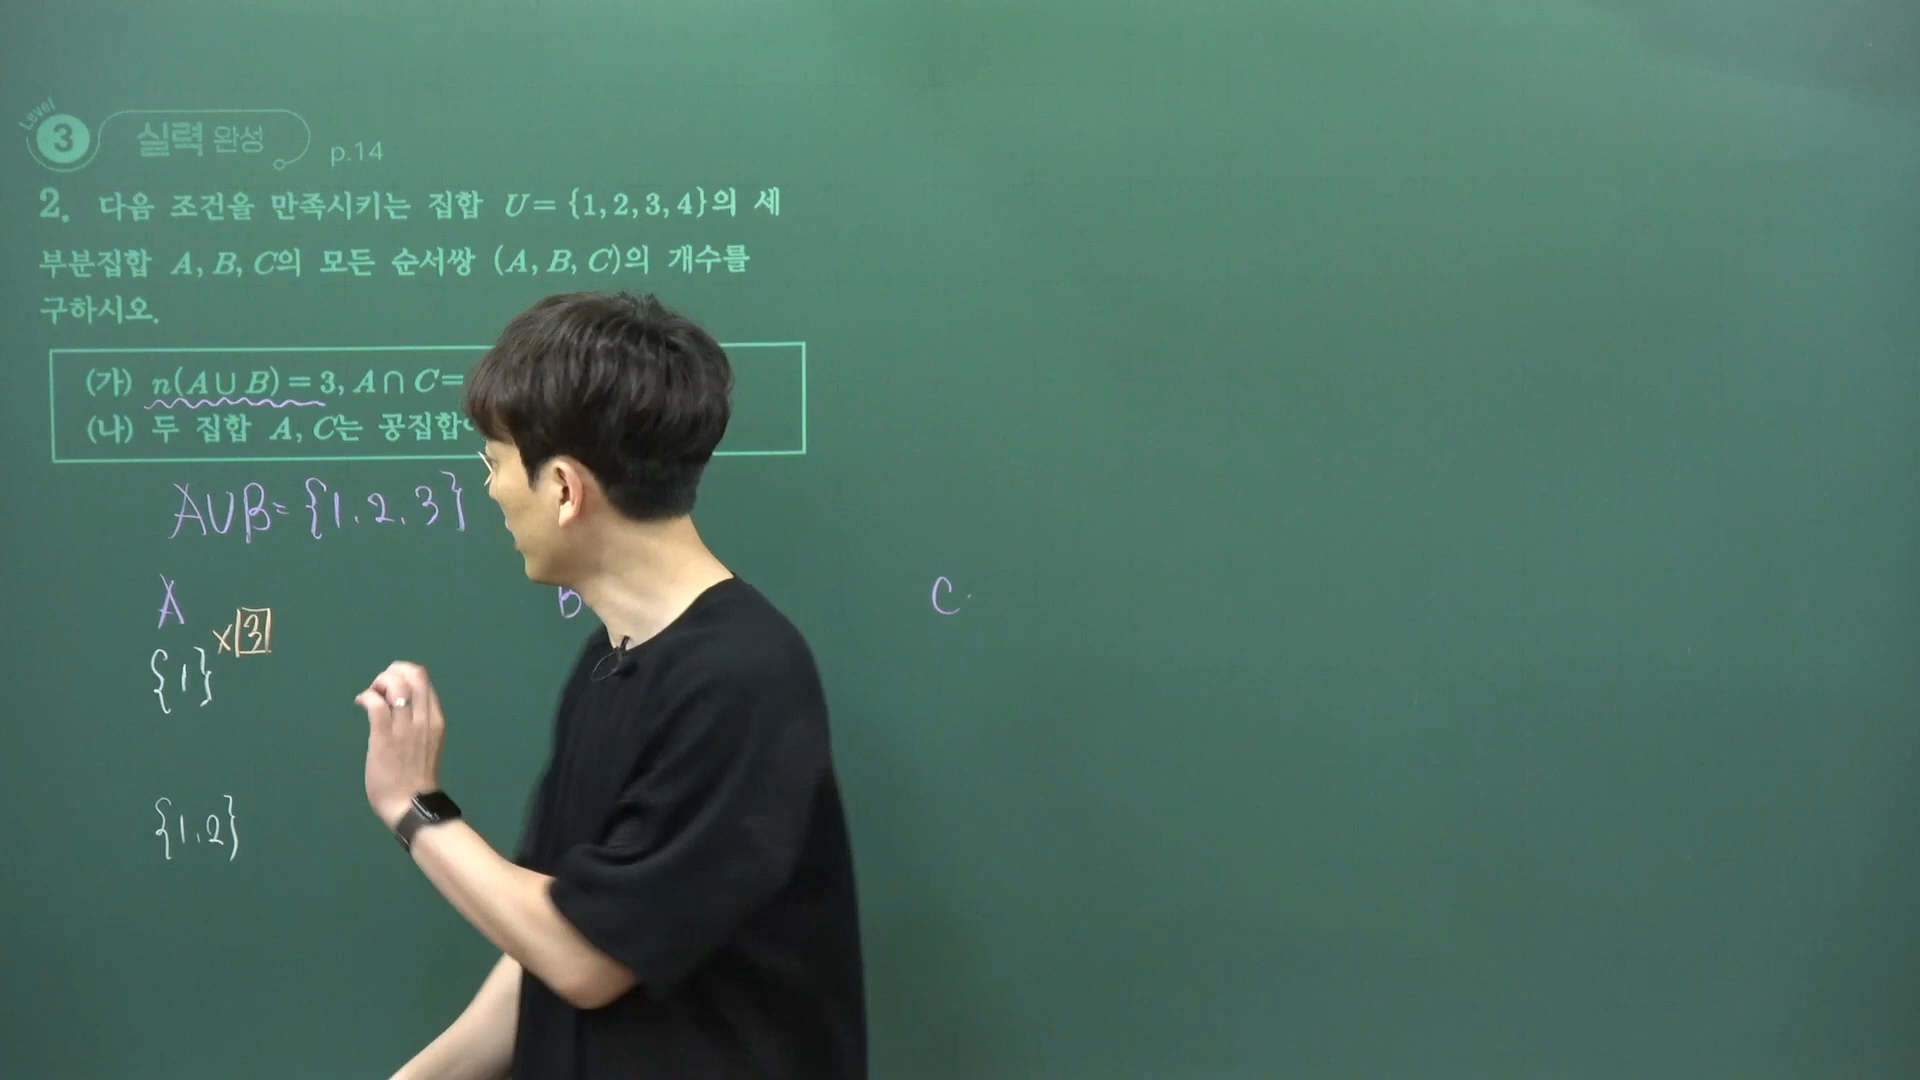 Level
3 실력 완성 p.14
2. 다음 조건을 만족시키는 집합 U = {1, 2, 3, 4}의 세
부분집합 A, B, C의 모든 순서쌍 (A, B, C)의 개수를
구하시오.
(가) n(A∪B) = 3, A∩C =
(나) 두 집합 A, C는 공집합
A∪B = {1, 2, 3}
A B C
{1} ×3
{1, 2}